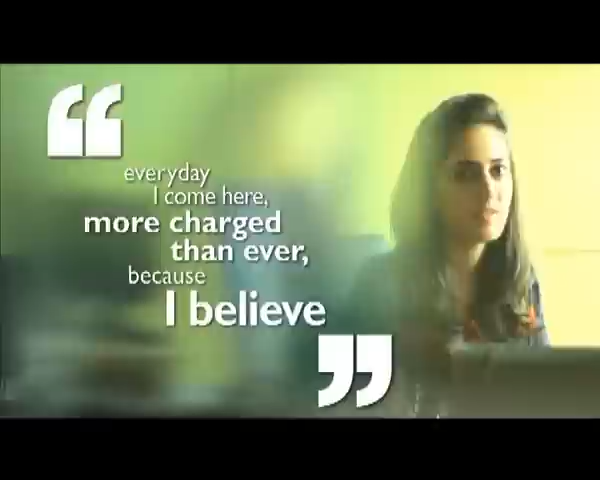 “
everyday
I come here,
more charged
than ever,
because
I believe
”